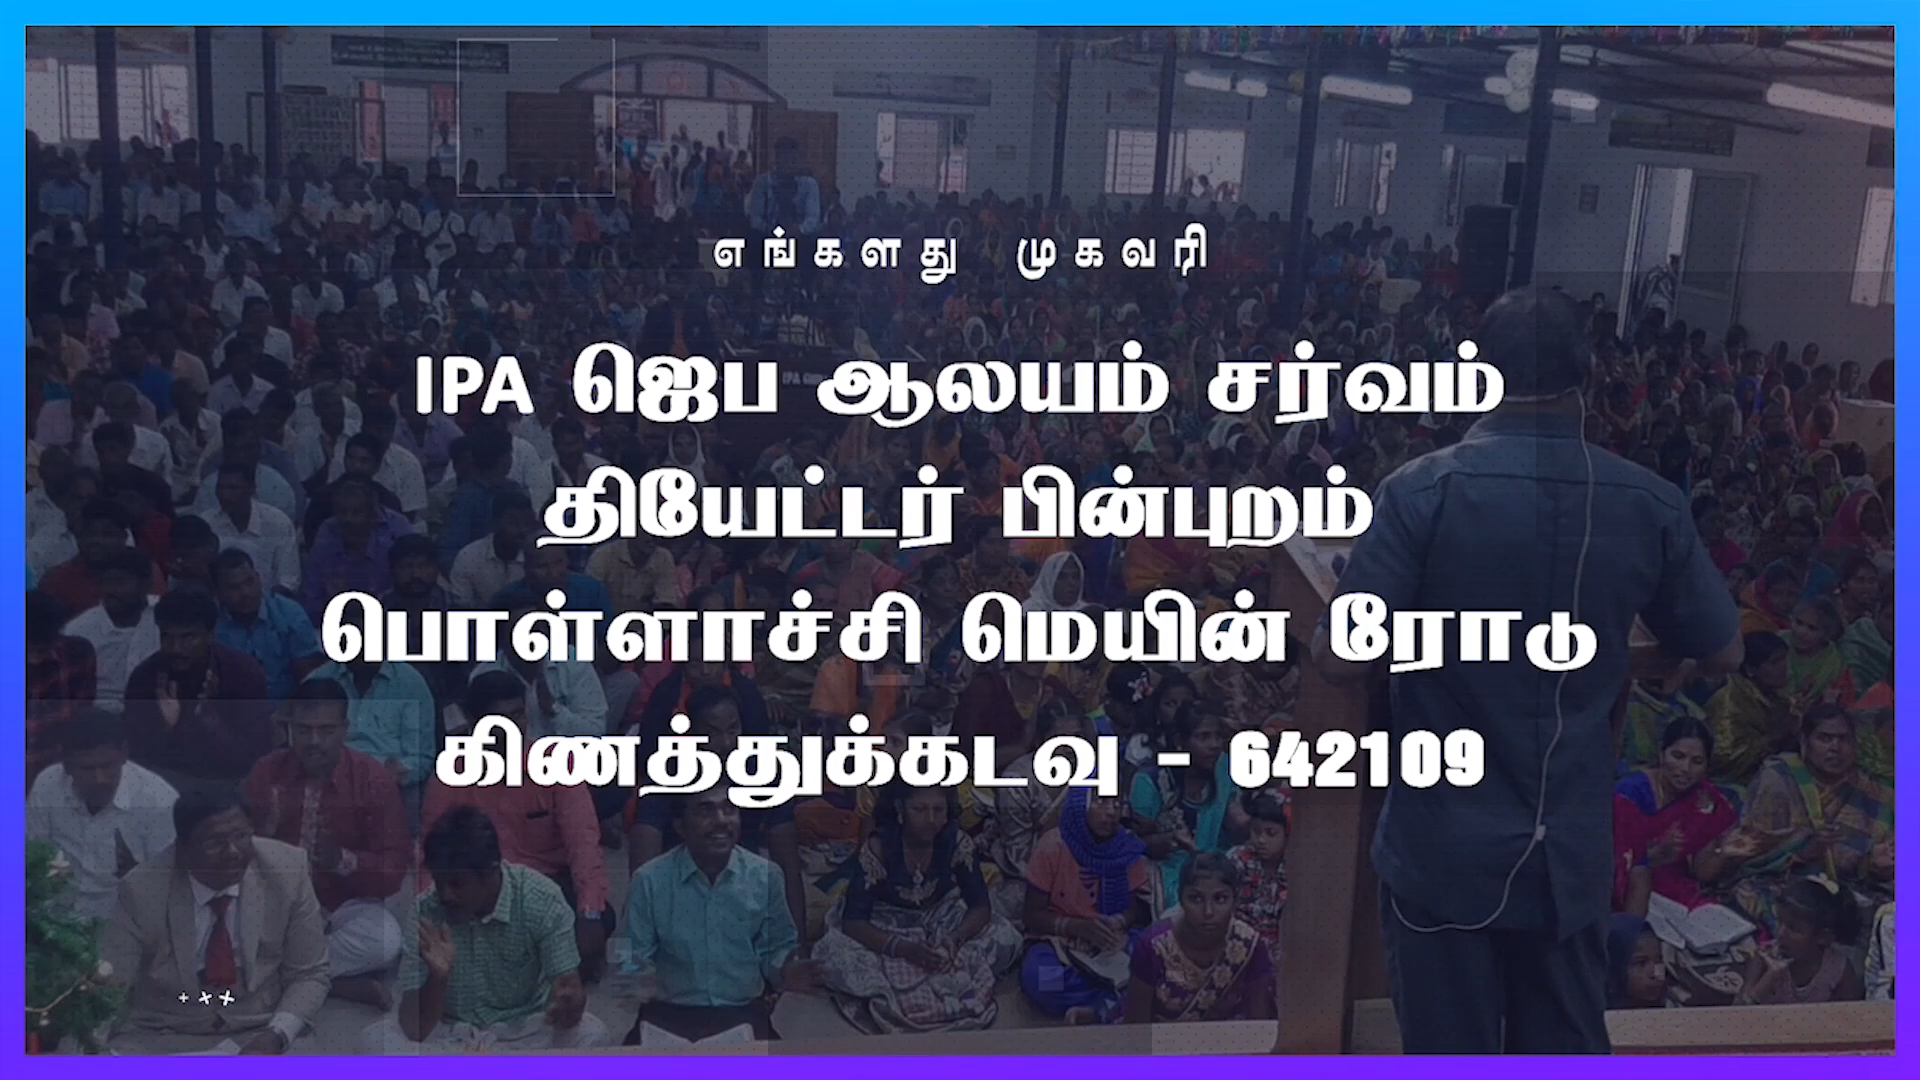 எங்களது முகவரி
IPA ஜெப ஆலயம் சர்வம்
தியேட்டர் பின்புறம்
பொள்ளாச்சி மெயின் ரோடு
கிணத்துக்கடவு - 642109